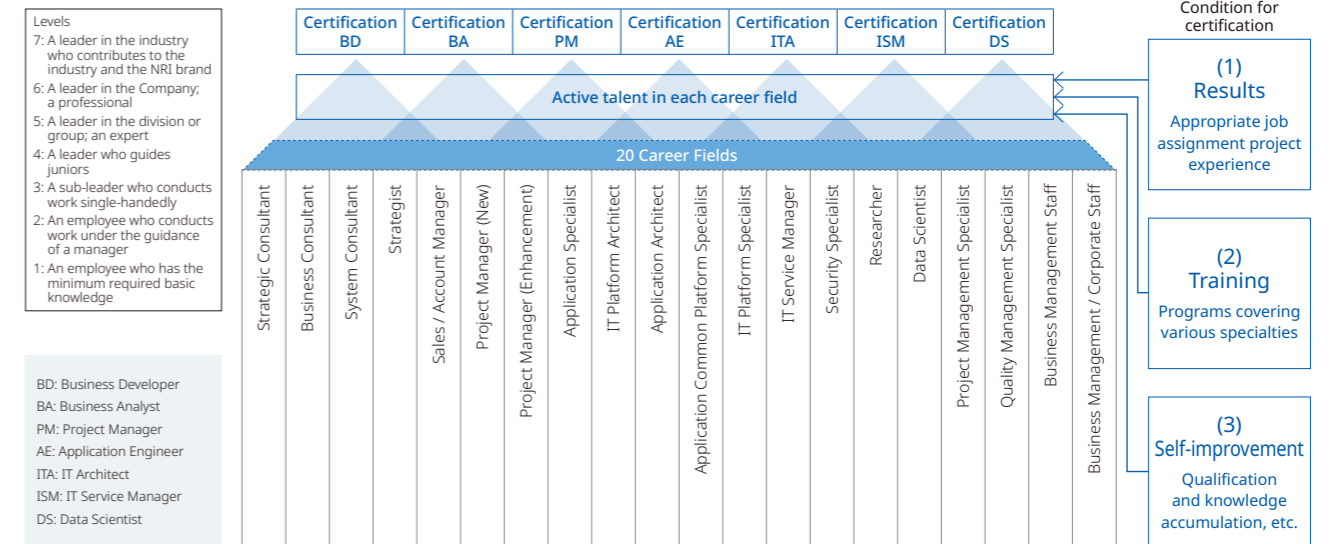 Levels
7: A leader in the industry
who contributes to the
industry and the NRI brand
6: A leader in the Company;
a professional
5: A leader in the division or
group; an expert
4: A leader who guides
juniors
3: A sub-leader who conducts
work single-handedly
2: An employee who conducts
work under the guidance
of a manager
1: An employee who has the
minimum required basic
knowledge
BD: Business Developer
BA: Business Analyst
PM: Project Manager
AE: Application Engineer
ITA: IT Architect
ISM: IT Service Manager
DS: Data Scientist
Certification
BD
Certification
BA
Certification
PM
Certification
AE
Certification
ITA
Certification
ISM
Certification
DS
Active talent in each career field
20 Career Fields
Strategic Consultant
Business Consultant
System Consultant
Strategist
Sales / Account Manager
Project Manager (New)
Project Manager (Enhancement)
Application Specialist
IT Platform Architect
Application Architect
Application Common Platform Specialist
IT Platform Specialist
IT Service Manager
Security Specialist
Researcher
Data Scientist
Project Management Specialist
Quality Management Specialist
Business Management Staff
Business Management / Corporate Staff
Condition for
certification
(1)
Results
Appropriate job
assignment project
experience
(2)
Training
Programs covering
various specialties
(3)
Self-improvement
Qualification
and knowledge
accumulation, etc.